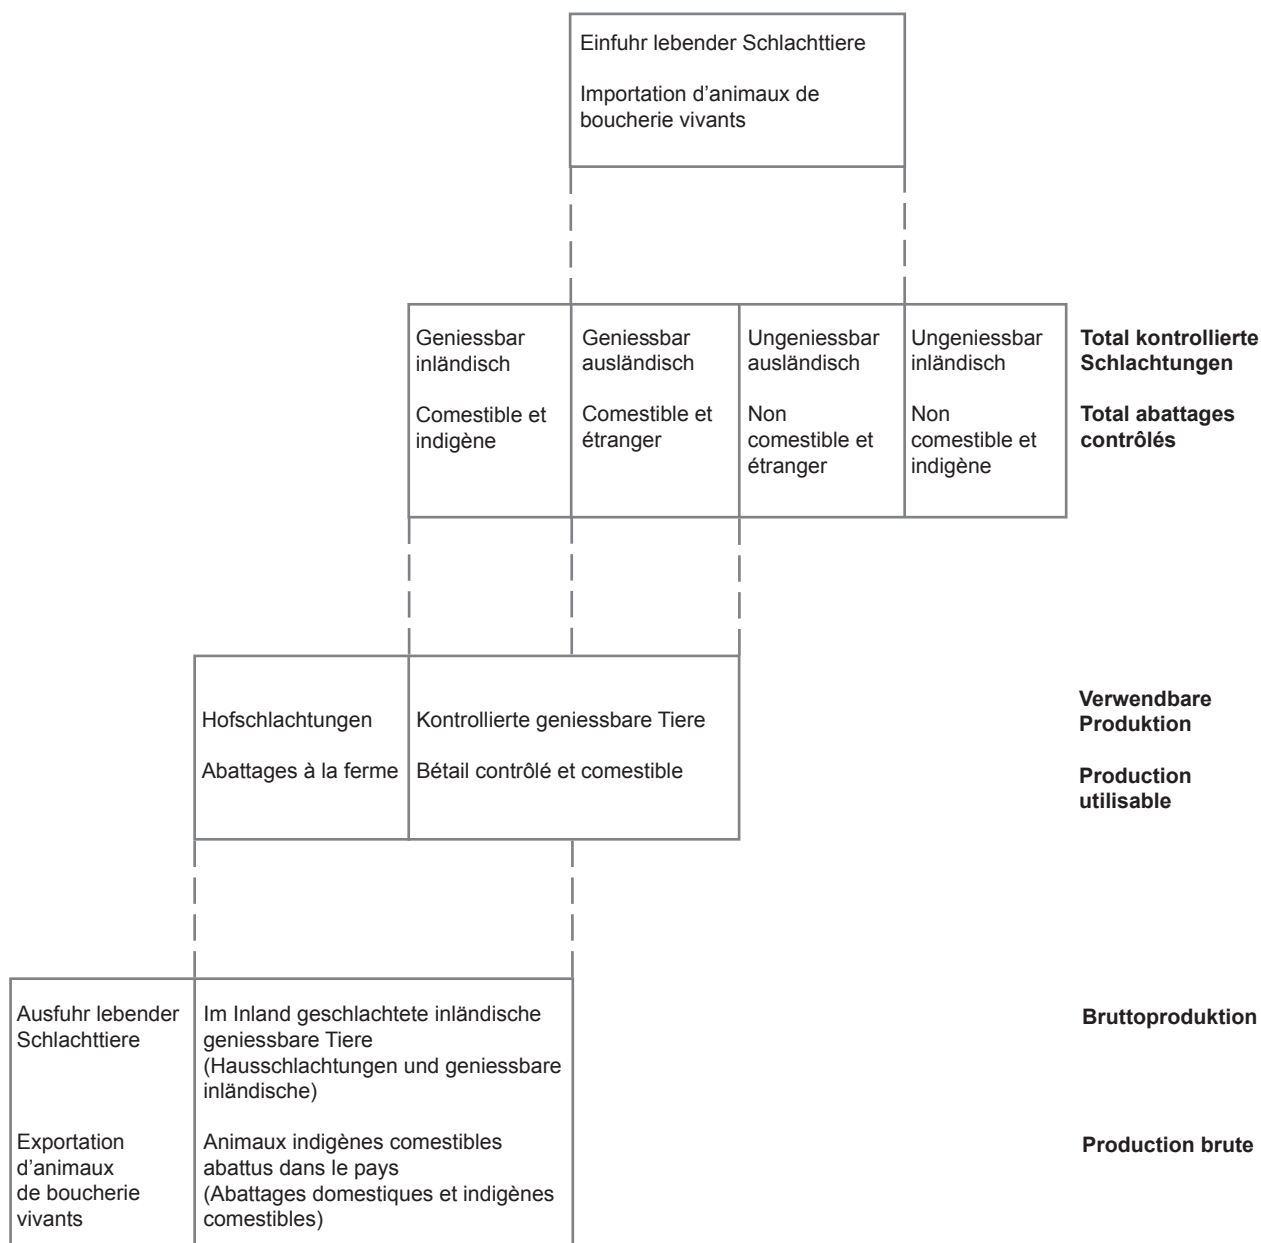 Einfuhr lebender Schlachttiere
Importation d’animaux de
boucherie vivants
Geniessbar
inländisch
Comestible et
indigène
Geniessbar
ausländisch
Comestible et
étranger
Ungeniessbar
ausländisch
Non
comestible et
étranger
Ungeniessbar
inländisch
Non
comestible et
indigène
Total kontrollierte
Schlachtungen
Total abattages
contrôlés
Hofschlachtungen
Abattages à la ferme
Kontrollierte geniessbare Tiere
Bétail contrôlé et comestible
Verwendbare
Produktion
Production
utilisable
Ausfuhr lebender
Schlachttiere
Exportation
d’animaux
de boucherie
vivants
Im Inland geschlachtete inländische
geniessbare Tiere
(Hausschlachtungen und geniessbare
inländische)
Animaux indigènes comestibles
abattus dans le pays
(Abattages domestiques et indigènes
comestibles)
Bruttoproduktion
Production brute